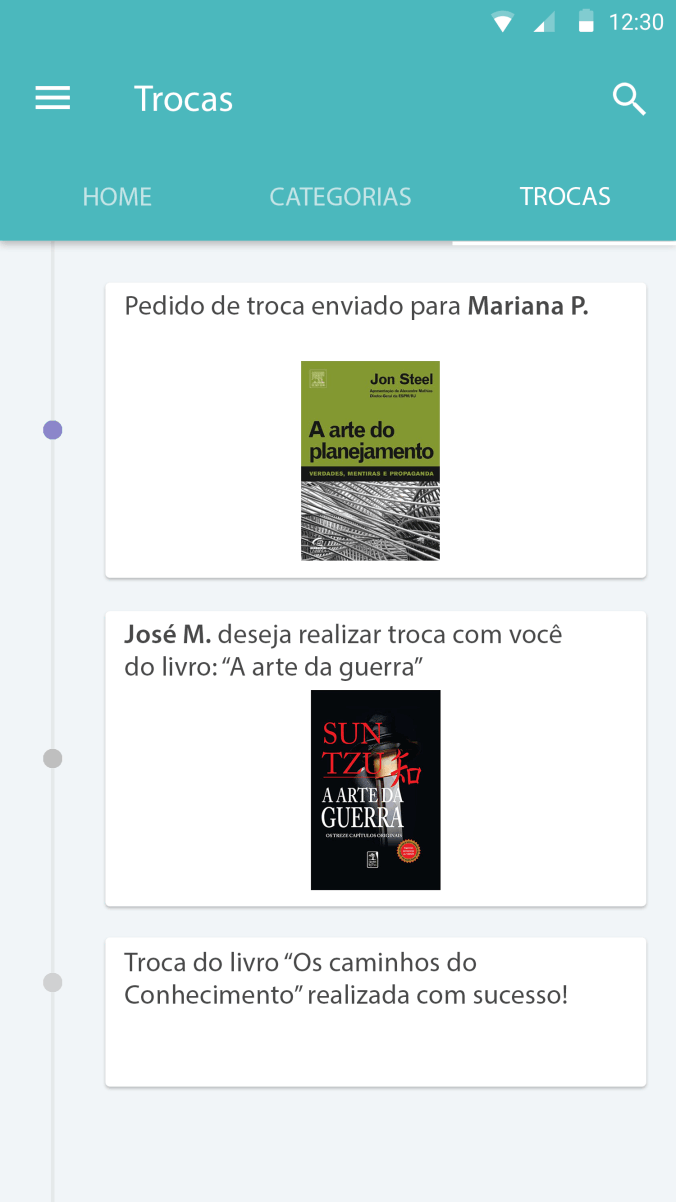 12:30
Trocas
HOME
CATEGORIAS
TROCAS
Pedido de troca enviado para Mariana P.
Jon Steel
A arte do
planejamento
VERDADES, MENTIRAS E PROPAGANDA
José M. deseja realizar troca com você
do livro: “A arte da guerra”
SUN
TZU
知
A ARTE DA
GUERRA
OS TREZE CAPÍTULOS ORIGINAIS
Troca do livro “Os caminhos do
Conhecimento” realizada com sucesso!